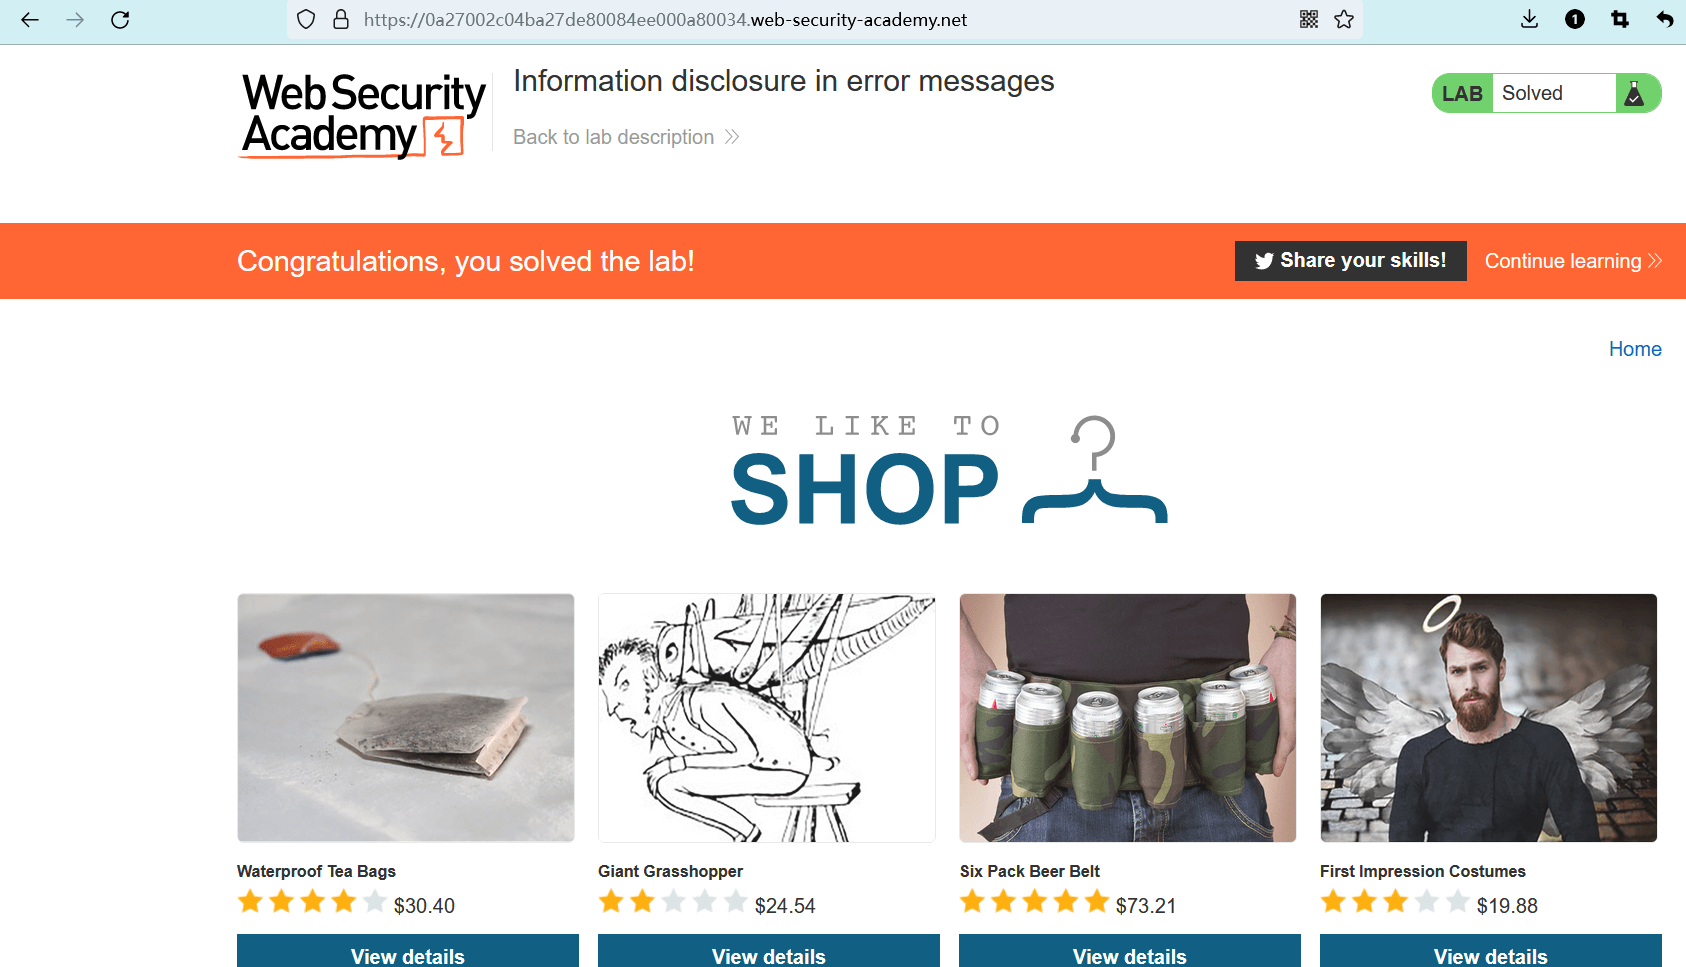 https://0a27002c04ba27de80084ee000a80034.web-security-academy.net
1
Web Security
Academy
Information disclosure in error messages
Back to lab description
LAB Solved
Congratulations, you solved the lab!
Share your skills!
Continue learning
Home
WE LIKE TO
SHOP
Waterproof Tea Bags
$30.40
View details
Giant Grasshopper
$24.54
View details
Six Pack Beer Belt
$73.21
View details
First Impression Costumes
$19.88
View details